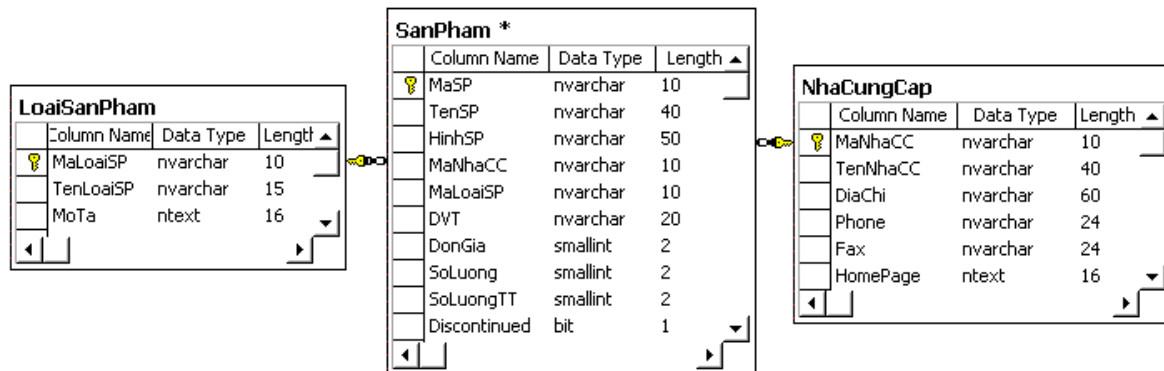 LoaiSanPham
Column Name Data Type Length
MaLoaiSP nvarchar 10
TenLoaiSP nvarchar 15
MoTa ntext 16
SanPham *
Column Name Data Type Length
MaSP nvarchar 10
TenSP nvarchar 40
HinhSP nvarchar 50
MaNhaCC nvarchar 10
MaLoaiSP nvarchar 10
DVT nvarchar 20
DonGia smallint 2
SoLuong smallint 2
SoLuongTT smallint 2
Discontinued bit 1
NhaCungCap
Column Name Data Type Length
MaNhaCC nvarchar 10
TenNhaCC nvarchar 40
DiaChi nvarchar 60
Phone nvarchar 24
Fax nvarchar 24
HomePage ntext 16